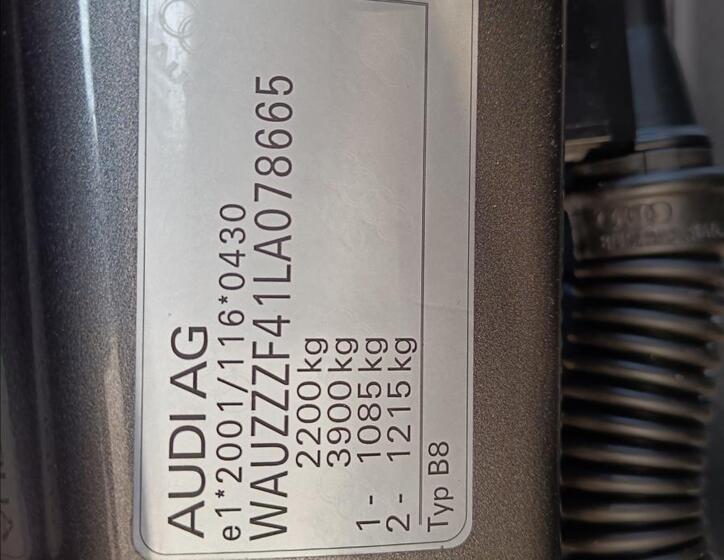 AUDI AG
e1*2001/116*0430
WAUZZZF41LA078665
2200 kg
3900 kg
1 - 1085 kg
2 - 1215 kg
Typ B8